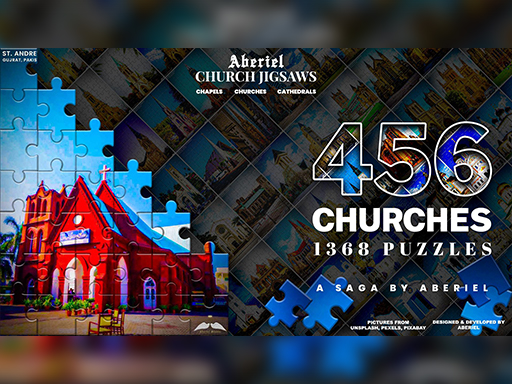 ST. ANDRE
GUJRAT, PAKIS
Aberiel
CHURCH JIGSAWS
CHAPELS CHURCHES CATHEDRALS
456
CHURCHES
1368 PUZZLES
A SAGA BY ABERIEL
PICTURES FROM
UNSPLASH, PEXELS, PIXABAY
DESIGNED & DEVELOPED BY
ABERIEL